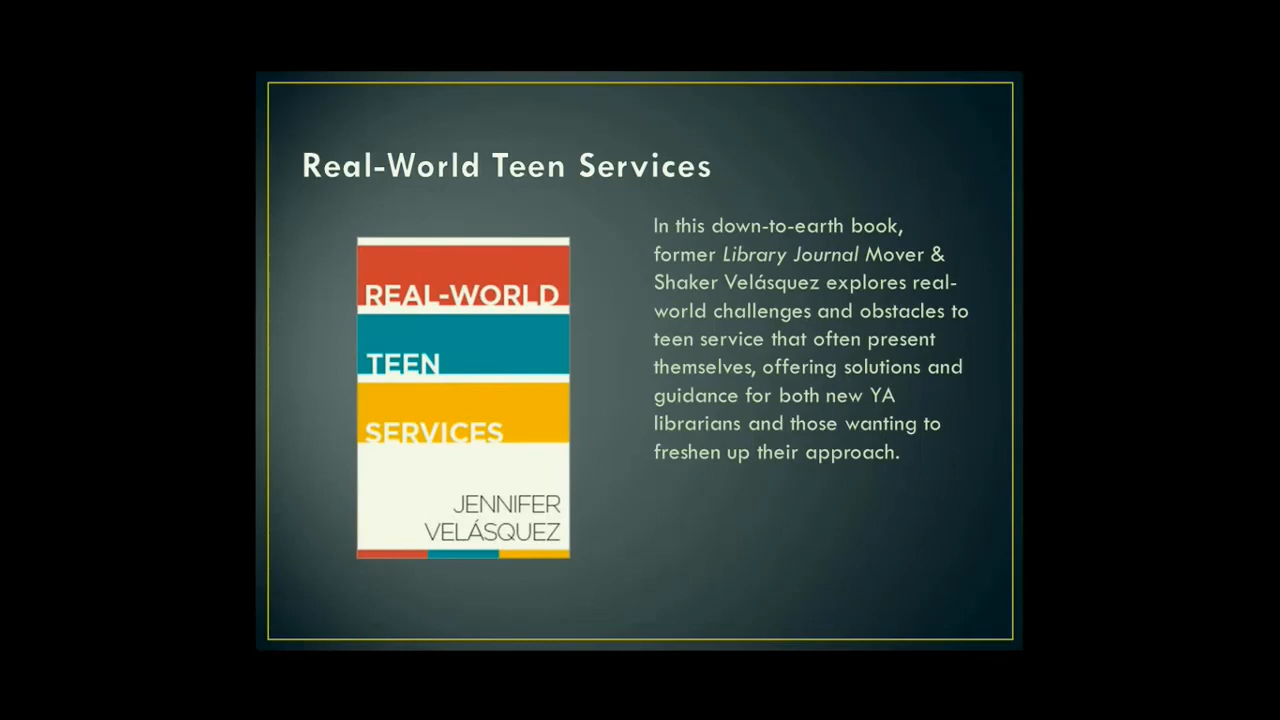 Real-World Teen Services
REAL-WORLD
TEEN
SERVICES
JENNIFER
VELÁSQUEZ
In this down-to-earth book,
former Library Journal Mover &
Shaker Velásquez explores real-
world challenges and obstacles to
teen service that often present
themselves, offering solutions and
guidance for both new YA
librarians and those wanting to
freshen up their approach.